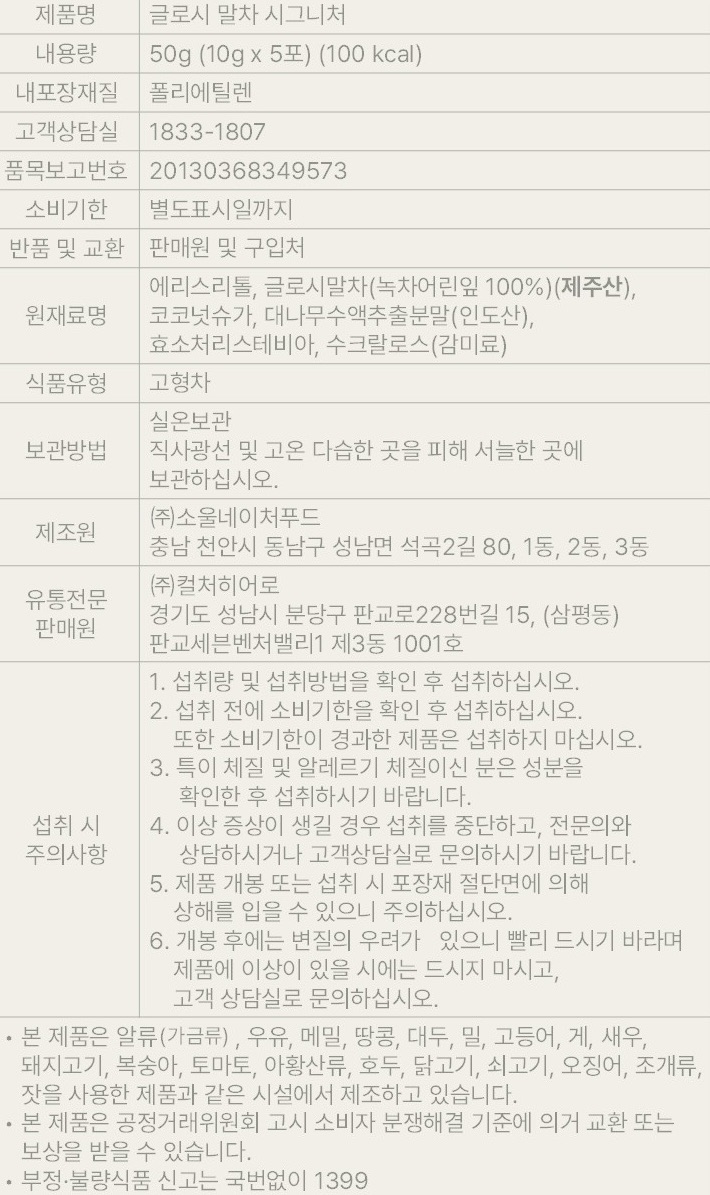 제품명 글로시 말차 시그니처
내용량 50g (10g x 5포) (100 kcal)
내포장재질 폴리에틸렌
고객상담실 1833-1807
품목보고번호 20130368349573
소비기한 별도표시일까지
반품 및 교환 판매원 및 구입처
원재료명 에리스리톨, 글로시말차(녹차어린잎 100%)(제주산),
코코넛슈가, 대나무수액추출분말(인도산),
효소처리스테비아, 수크랄로스(감미료)
식품유형 고형차
보관방법 실온보관
직사광선 및 고온 다습한 곳을 피해 서늘한 곳에
보관하십시오.
제조원 ㈜소울네이처푸드
충남 천안시 동남구 성남면 석곡2길 80, 1동, 2동, 3동
유통전문
판매원
㈜컬처히어로
경기도 성남시 분당구 판교로228번길 15, (삼평동)
판교세븐벤처밸리1 제3동 1001호
섭취 시
주의사항
1. 섭취량 및 섭취방법을 확인 후 섭취하십시오.
2. 섭취 전에 소비기한을 확인 후 섭취하십시오.
또한 소비기한이 경과한 제품은 섭취하지 마십시오.
3. 특이 체질 및 알레르기 체질이신 분은 성분을
확인한 후 섭취하시기 바랍니다.
4. 이상 증상이 생길 경우 섭취를 중단하고, 전문의와
상담하시거나 고객상담실로 문의하시기 바랍니다.
5. 제품 개봉 또는 섭취 시 포장재 절단면에 의해
상해를 입을 수 있으니 주의하십시오.
6. 개봉 후에는 변질의 우려가 있으니 빨리 드시기 바라며
제품에 이상이 있을 시에는 드시지 마시고,
고객 상담실로 문의하십시오.
• 본 제품은 알류(가금류) , 우유, 메밀, 땅콩, 대두, 밀, 고등어, 게, 새우,
돼지고기, 복숭아, 토마토, 아황산류, 호두, 닭고기, 쇠고기, 오징어, 조개류,
잣을 사용한 제품과 같은 시설에서 제조하고 있습니다.
• 본 제품은 공정거래위원회 고시 소비자 분쟁해결 기준에 의거 교환 또는
보상을 받을 수 있습니다.
• 부정·불량식품 신고는 국번없이 1399